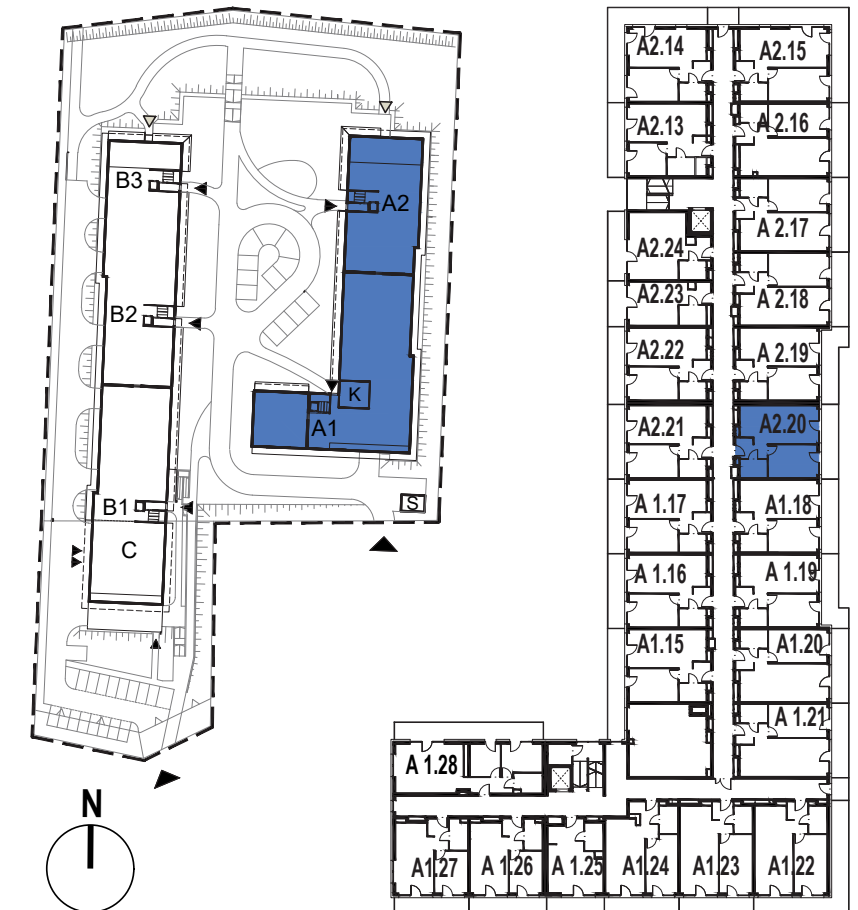 B3
A2
B2
K
A1
B1
S
C
N
A2.14
A2.15
A2.13
A 2.16
A 2.17
A2.24
A2.23
A 2.18
A2.22
A 2.19
A2.21
A2.20
A 1.17
A1.18
A 1.16
A 1.19
A1.15
A1.20
A 1.21
A 1.28
A1.27
A 1.26
A 1.25
A1.24
A1.23
A1.22